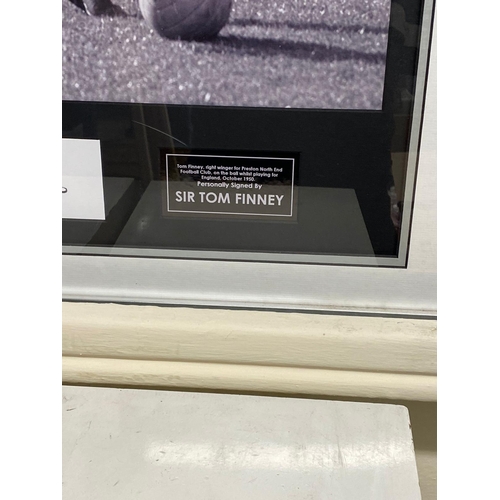 Tom Finney, right winger for Preston North End
Football Club, on the ball whilst playing for
England, October 1950.
Personally Signed By
SIR TOM FINNEY